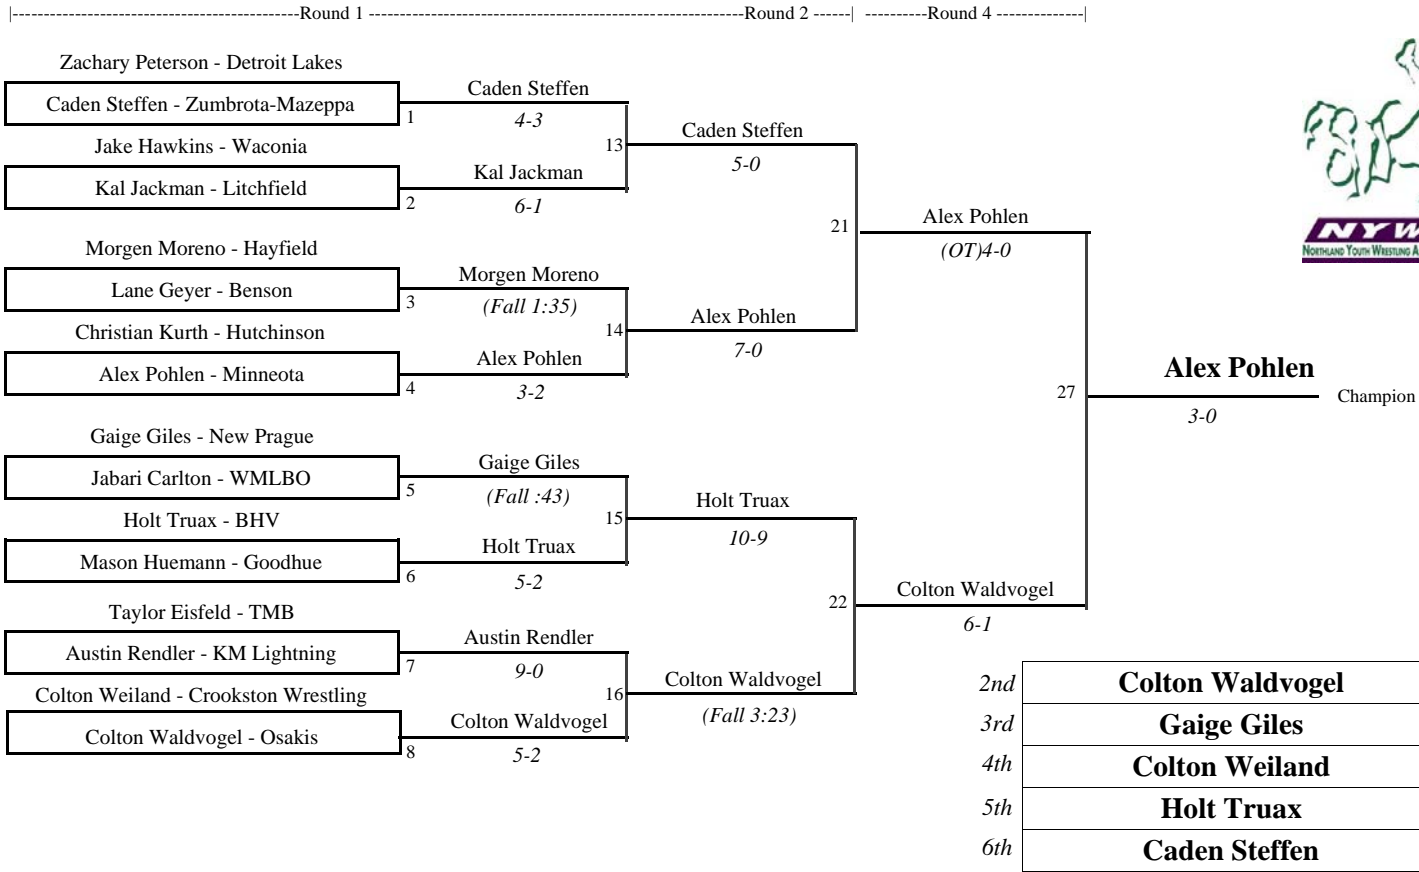 |----------------------------------------------Round 1 ------------------------------------------------------------Round 2 ------| ----------Round 4 --------------|
Zachary Peterson - Detroit Lakes
Caden Steffen - Zumbrota-Mazeppa
1
Caden Steffen
4-3
Jake Hawkins - Waconia
Kal Jackman - Litchfield
2
Kal Jackman
6-1
13
Caden Steffen
5-0
Morgen Moreno - Hayfield
Lane Geyer - Benson
3
Morgen Moreno
(Fall 1:35)
Christian Kurth - Hutchinson
Alex Pohlen - Minneota
4
Alex Pohlen
3-2
14
Alex Pohlen
7-0
21
Alex Pohlen
(OT)4-0
Gaige Giles - New Prague
Jabari Carlton - WMLBO
5
Gaige Giles
(Fall :43)
Holt Truax - BHV
Mason Huemann - Goodhue
6
Holt Truax
5-2
15
Holt Truax
10-9
Taylor Eisfeld - TMB
Austin Rendler - KM Lightning
7
Austin Rendler
9-0
Colton Weiland - Crookston Wrestling
Colton Waldvogel - Osakis
8
Colton Waldvogel
5-2
16
Colton Waldvogel
(Fall 3:23)
22
Colton Waldvogel
6-1
27
Alex Pohlen
3-0
Champion
NYW
NORTHLAND YOUTH WRESTLING A
2nd Colton Waldvogel
3rd Gaige Giles
4th Colton Weiland
5th Holt Truax
6th Caden Steffen